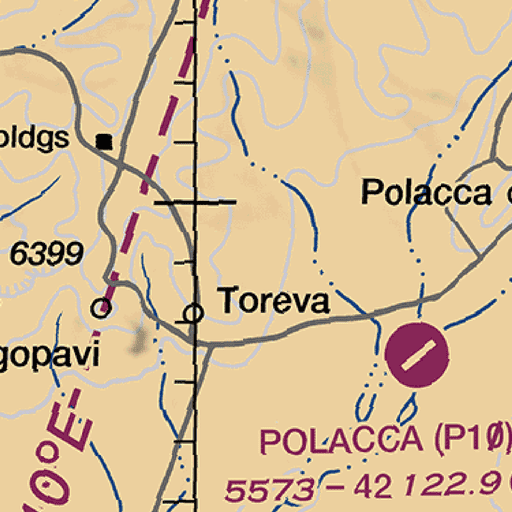 oldgs
Polacca
6399
Toreva
gopavi
POLACCA (P1Ø)
10°E
5573 – 42 122.9